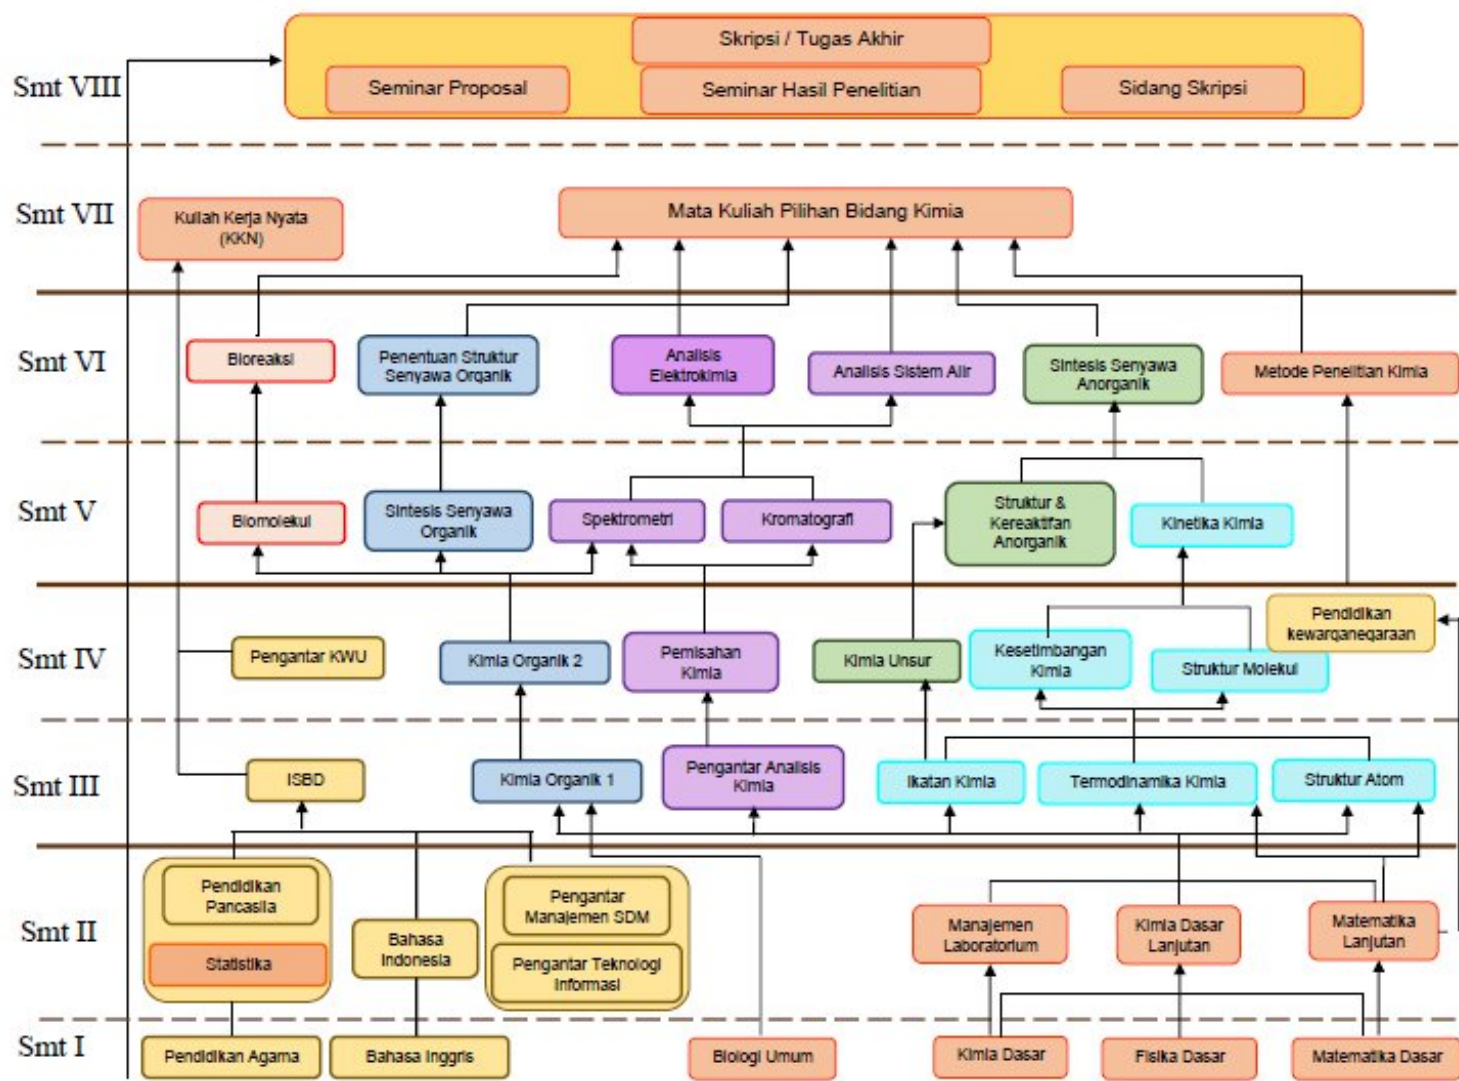 Smt VIII
Skripsi / Tugas Akhir
Seminar Proposal
Seminar Hasil Penelitian
Sidang Skripsi
Smt VII
Kuliah Kerja Nyata
(KKN)
Mata Kuliah Pilihan Bidang Kimia
Smt VI
Bioreaksi
Penentuan Struktur
Senyawa Organik
Analisis
Elektrokimia
Analisis Sistem Alir
Sintesis Senyawa
Anorganik
Metode Penelitian Kimia
Smt V
Biomolekul
Sintesis Senyawa
Organik
Spektrometri
Kromatografi
Struktur &
Kereaktifan
Anorganik
Kinetika Kimia
Smt IV
Pengantar KWU
Kimia Organik 2
Pemisahan
Kimia
Kimia Unsur
Kesetimbangan
Kimia
Struktur Molekul
Pendidikan
kewarganegaraan
Smt III
ISBD
Kimia Organik 1
Pengantar Analisis
Kimia
Ikatan Kimia
Termodinamika Kimia
Struktur Atom
Smt II
Pendidikan
Pancasila
Statistika
Bahasa
Indonesia
Pengantar
Manajemen SDM
Pengantar Teknologi
Informasi
Manajemen
Laboratorium
Kimia Dasar
Lanjutan
Matematika
Lanjutan
Smt I
Pendidikan Agama
Bahasa Inggris
Biologi Umum
Kimia Dasar
Fisika Dasar
Matematika Dasar